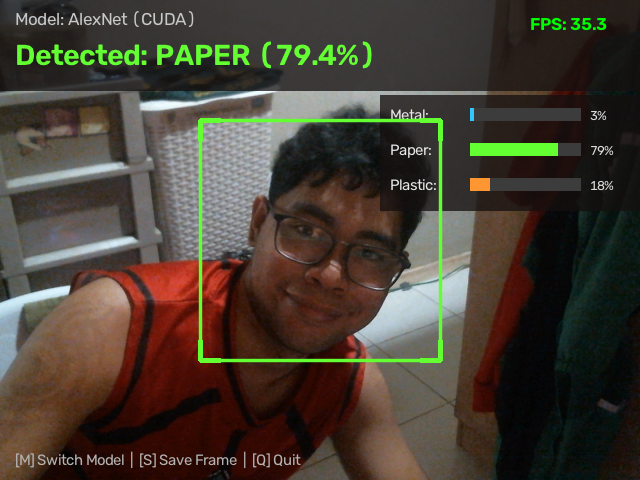 Model: AlexNet (CUDA)
FPS: 35.3
Detected: PAPER (79.4%)
Metal: 3%
Paper: 79%
Plastic: 18%
[M] Switch Model | [S] Save Frame | [Q] Quit